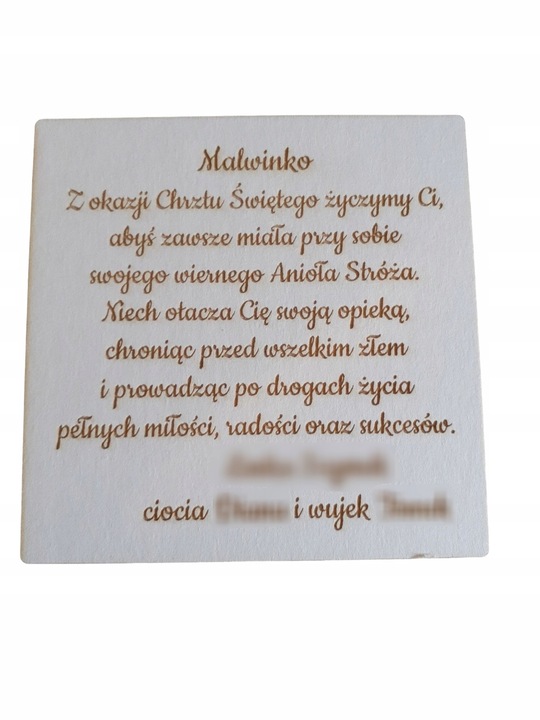 Malwinko
Z okazji Chrztu Świętego życzymy Ci,
abyś zawsze miała przy sobie
swojego wiernego Anioła Stróża.
Niech otacza Cię swoją opieką,
chroniąc przed wszelkim złem
i prowadząc po drogach życia
pełnych miłości, radości oraz sukcesów.
ciocia i wujek